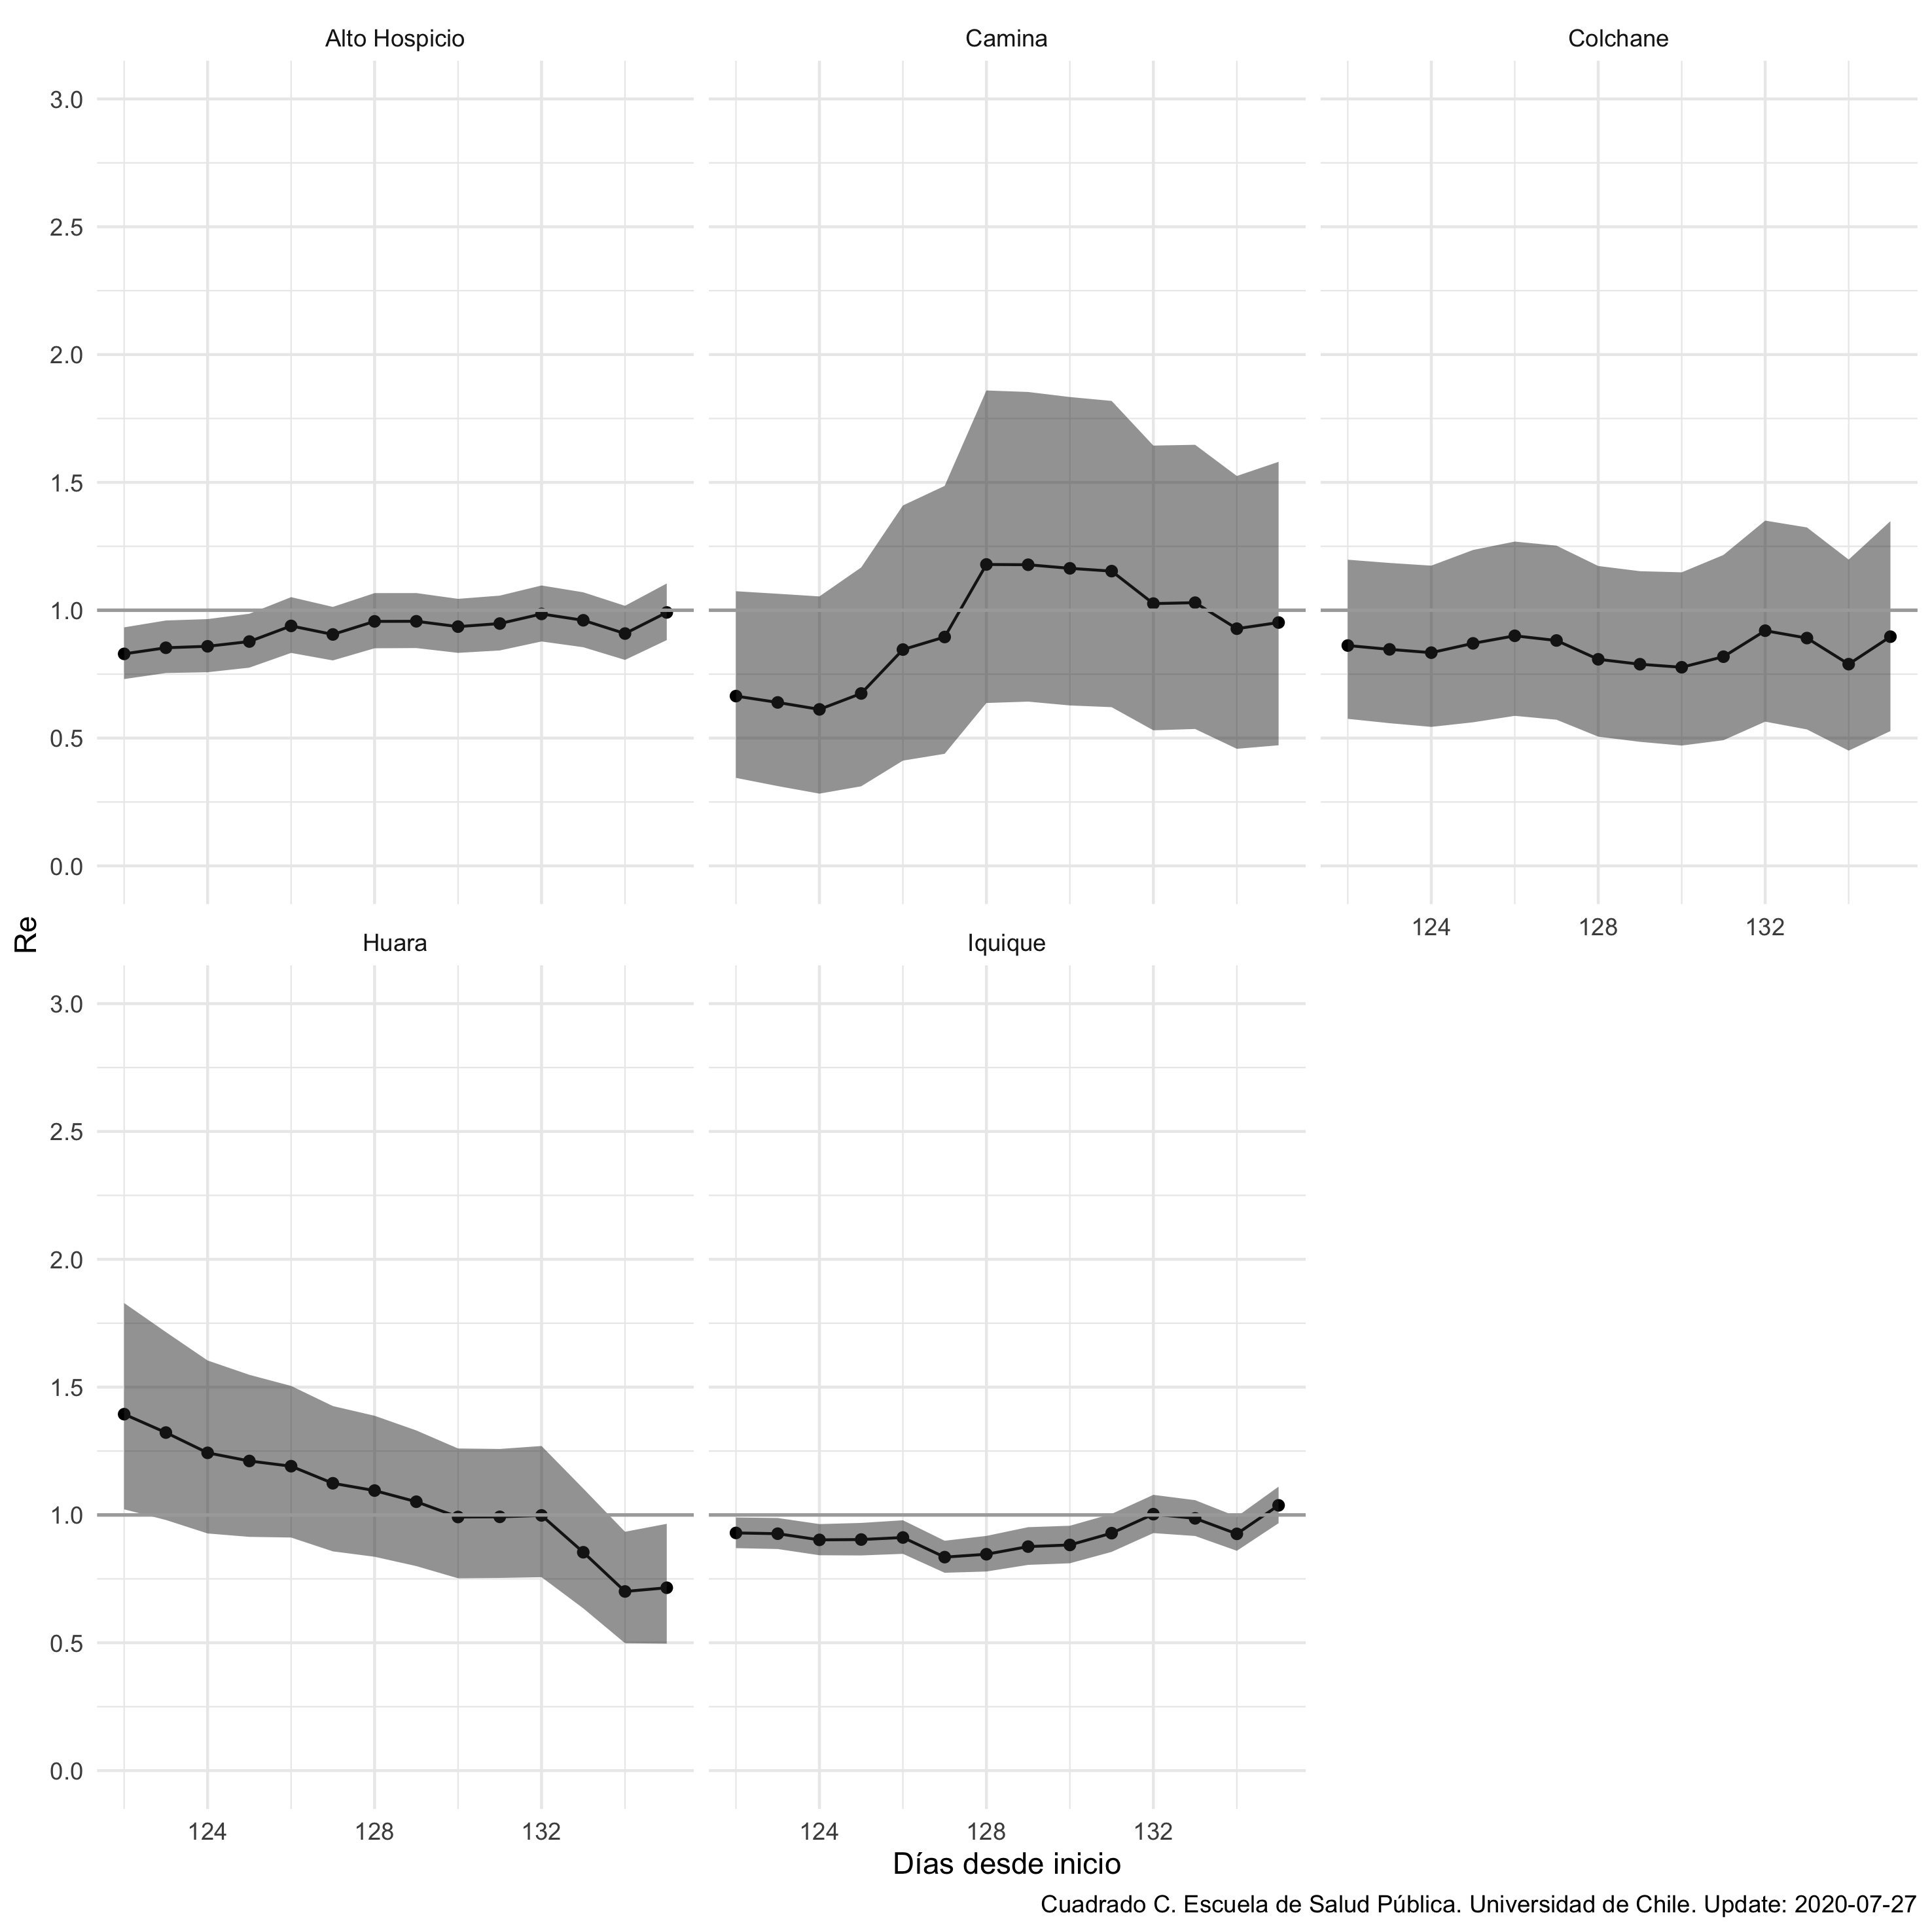 Alto Hospicio
Camina
Colchane
3.0
2.5
2.0
1.5
1.0
0.5
0.0
124
128
132
Re
Huara
Iquique
3.0
2.5
2.0
1.5
1.0
0.5
0.0
124
128
132
124
128
132
Días desde inicio
Cuadrado C. Escuela de Salud Pública. Universidad de Chile. Update: 2020-07-27